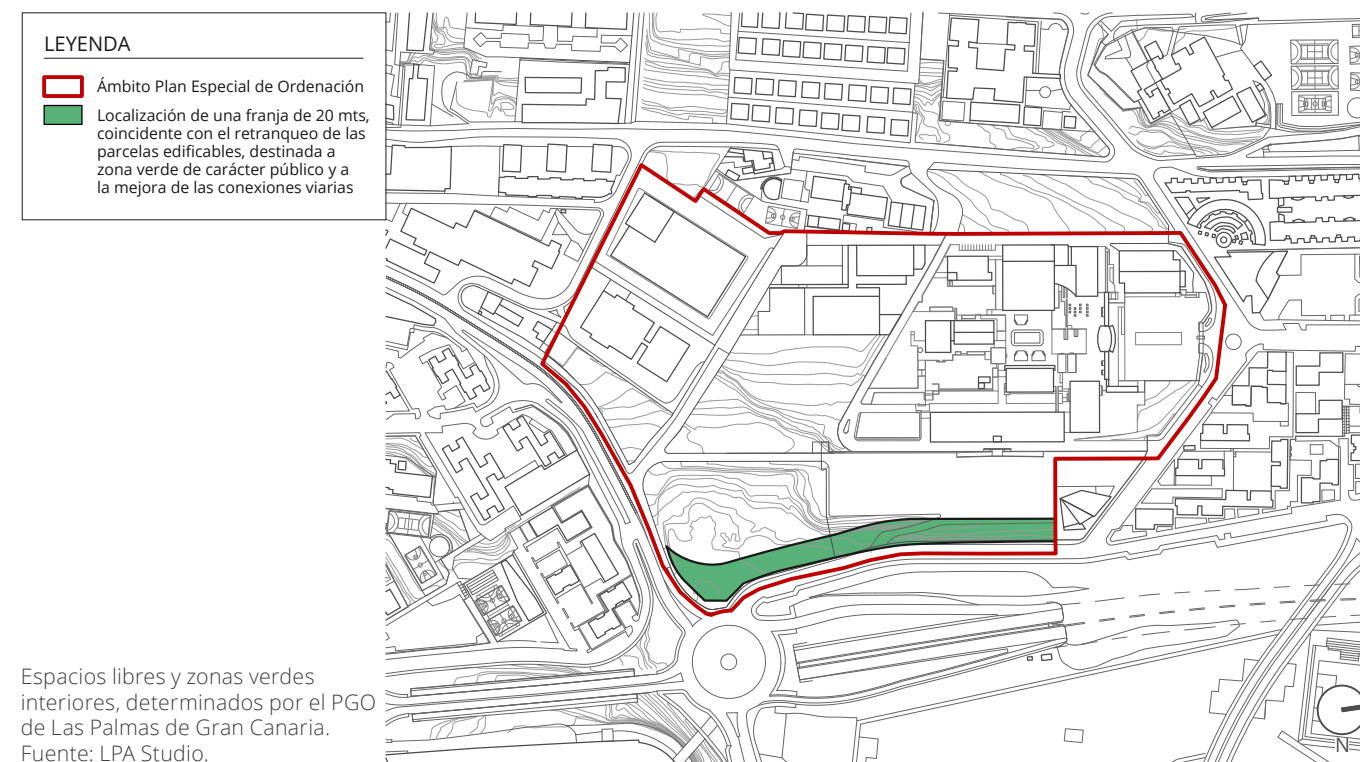 LEYENDA
Ámbito Plan Especial de Ordenación
Localización de una franja de 20 mts,
coincidente con el retranqueo de las
parcelas edificables, destinada a
zona verde de carácter público y a
la mejora de las conexiones viarias
Espacios libres y zonas verdes
interiores, determinados por el PGO
de Las Palmas de Gran Canaria.
Fuente: LPA Studio.
N